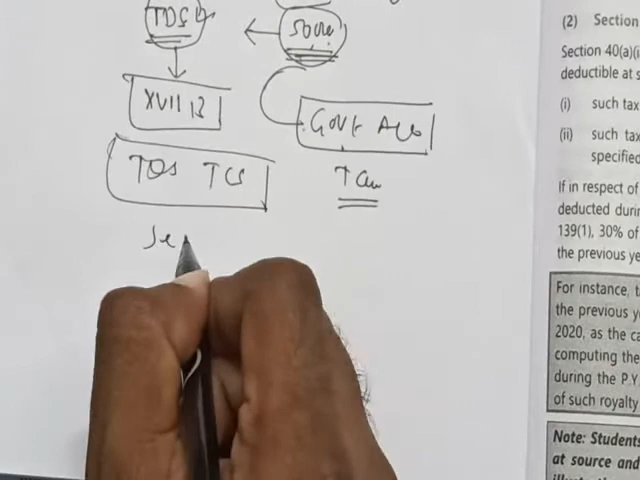 TDS
XVII B
GOVt A
TDS TCS
Se
(2) Section
Section 40(a)(i
deductible at s
(i) such tax
(ii) such tax
specified
If in respect of
deducted durin
139(1), 30% of
the previous ye
For instance, t
the previous y
2020, as the ca
computing the
during the P.Y
of such royalty
Note: Students
at source and